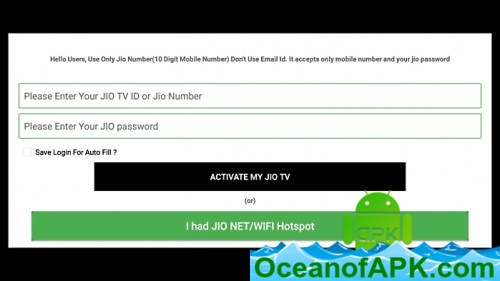 Hello Users, Use Only Jio Number(10 Digit Mobile Number) Don't Use Email Id. It accepts only mobile number and your jio password
Please Enter Your JIO TV ID or Jio Number
Please Enter Your JIO password
Save Login For Auto Fill ?
ACTIVATE MY JIO TV
(or)
I had JIO NET/WIFI Hotspot
APK
OceanofAPK.com